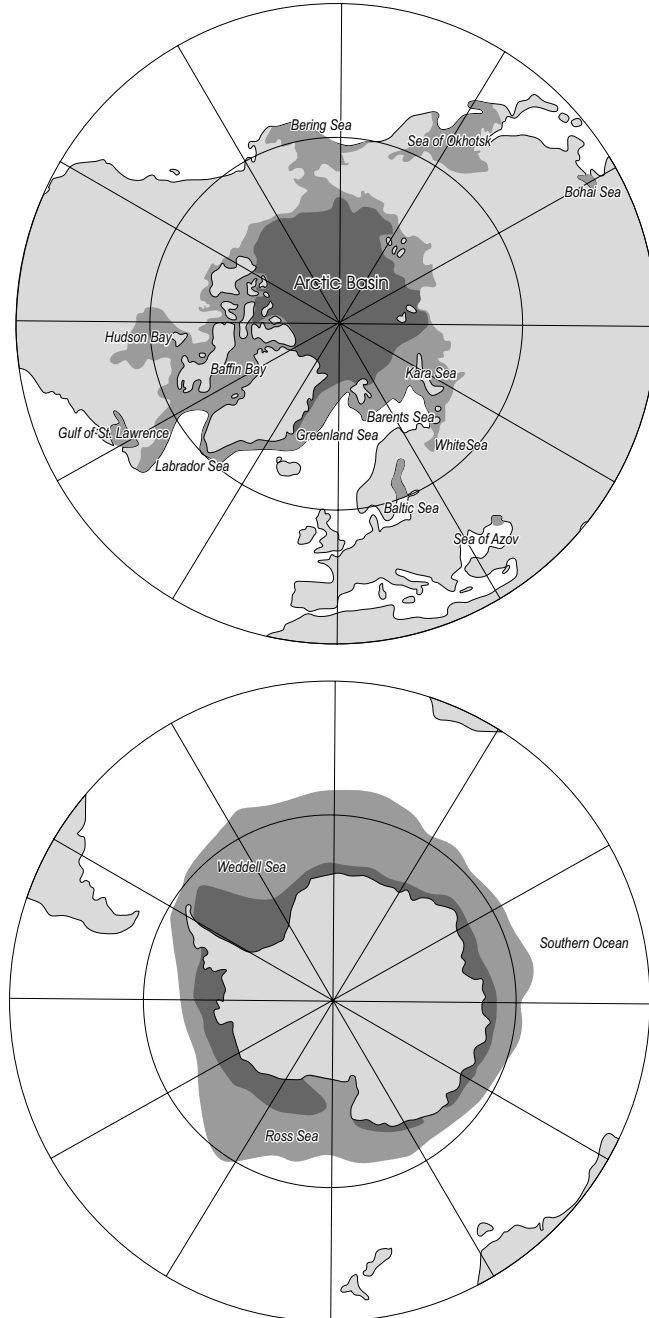 Bering Sea
Sea of Okhotsk
Bohai Sea
Arctic Basin
Hudson Bay
Baffin Bay
Kara Sea
Barents Sea
Gulf of St. Lawrence
Greenland Sea
WhiteSea
Labrador Sea
Baltic Sea
Sea of Azov
Weddell Sea
Southern Ocean
Ross Sea